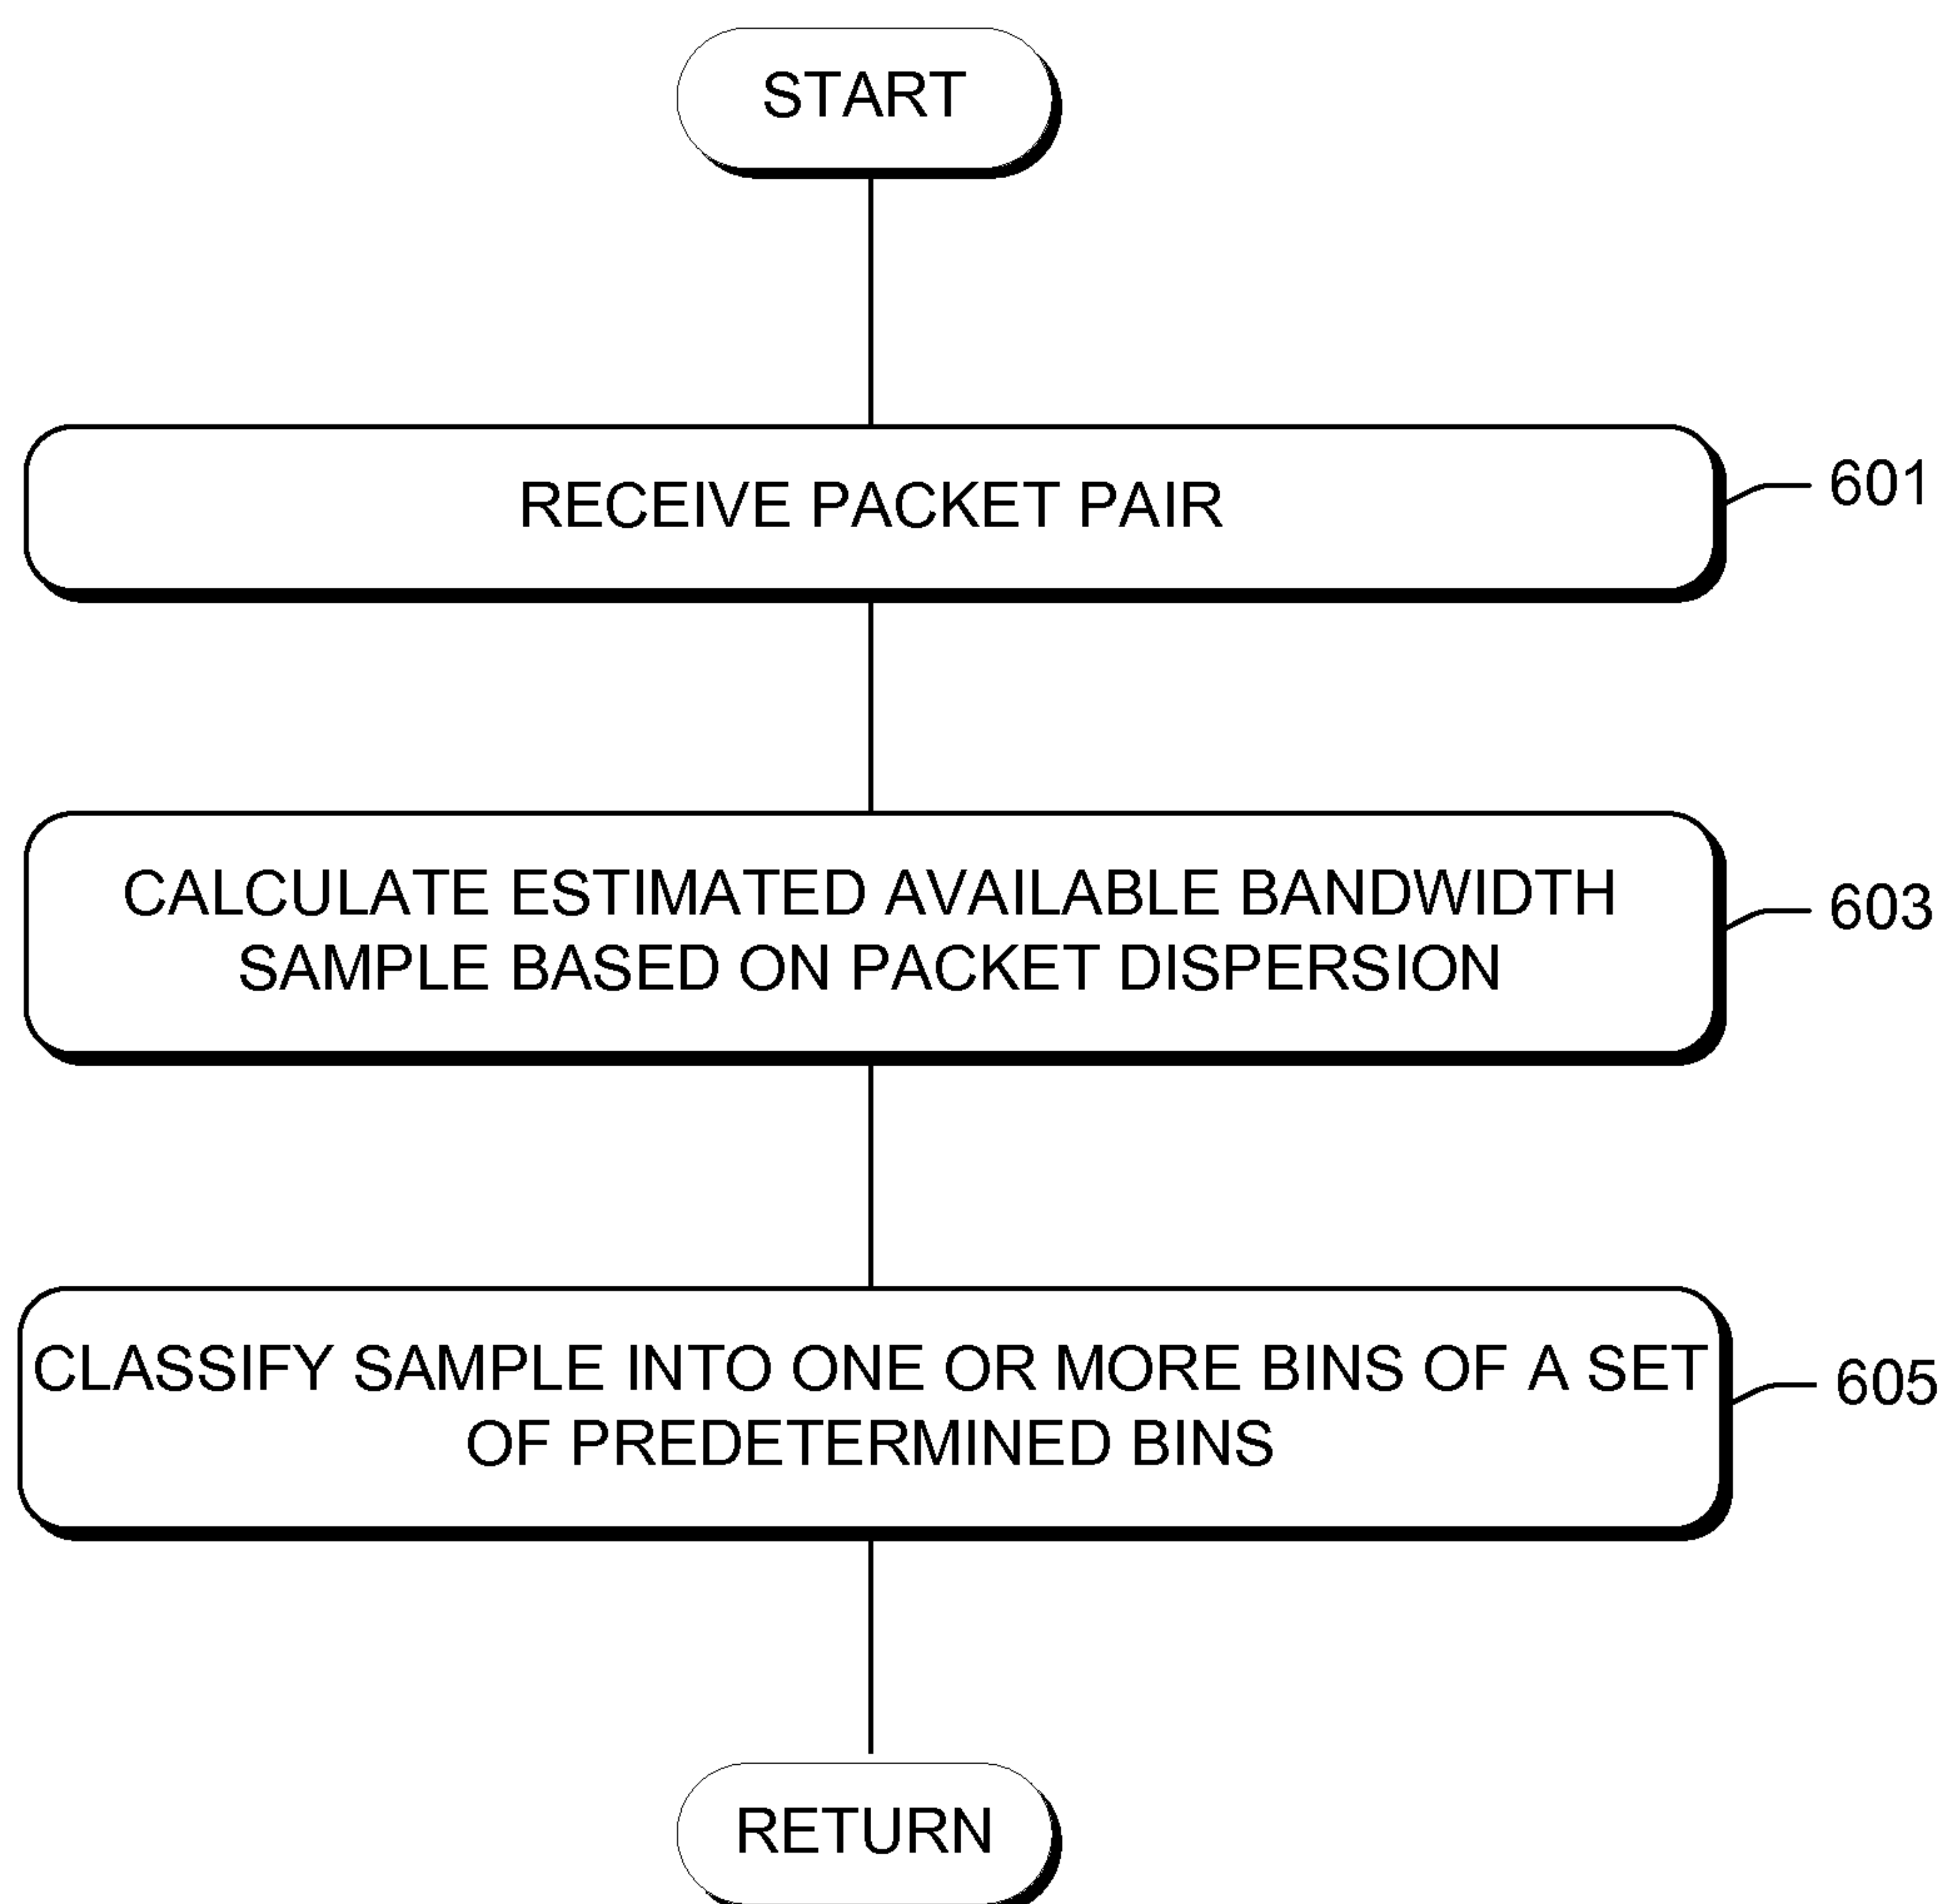 START
RECEIVE PACKET PAIR
601
CALCULATE ESTIMATED AVAILABLE BANDWIDTH
SAMPLE BASED ON PACKET DISPERSION
603
CLASSIFY SAMPLE INTO ONE OR MORE BINS OF A SET
OF PREDETERMINED BINS
605
RETURN